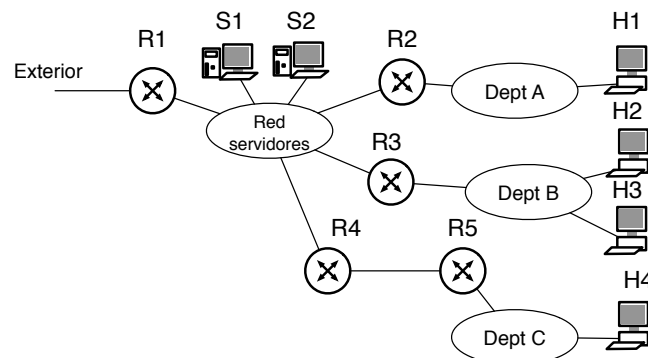 S1
S2
H1
R1
R2
Exterior
Dept A
Red
servidores
H2
R3
Dept B
H3
R4
R5
H4
Dept C